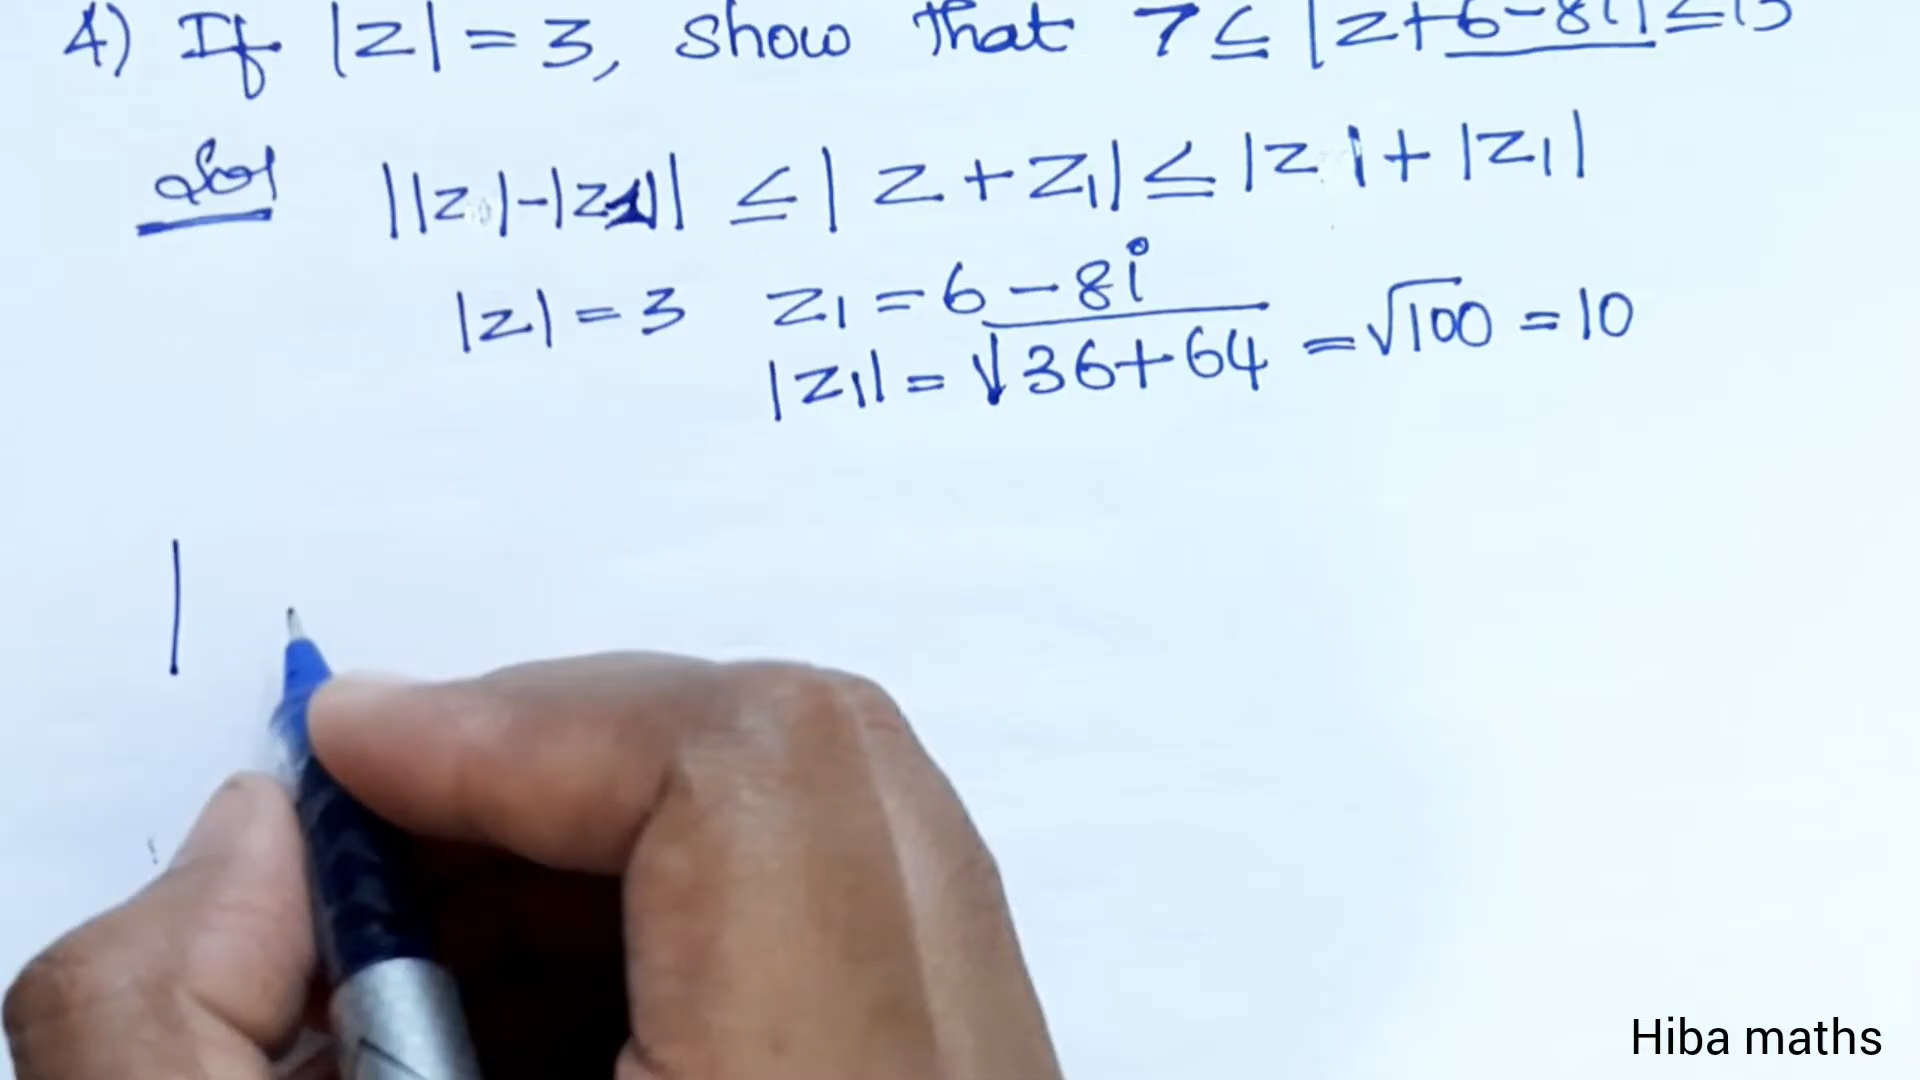 4) If |z| = 3, show that 7 ≤ |z+6-8i| ≤ 13
Sol ||z|-|z1|| ≤ |z+z1| ≤ |z|+|z1|
|z| = 3 z1 = 6-8i
|z1| = √36+64 = √100 = 10
|
Hiba maths